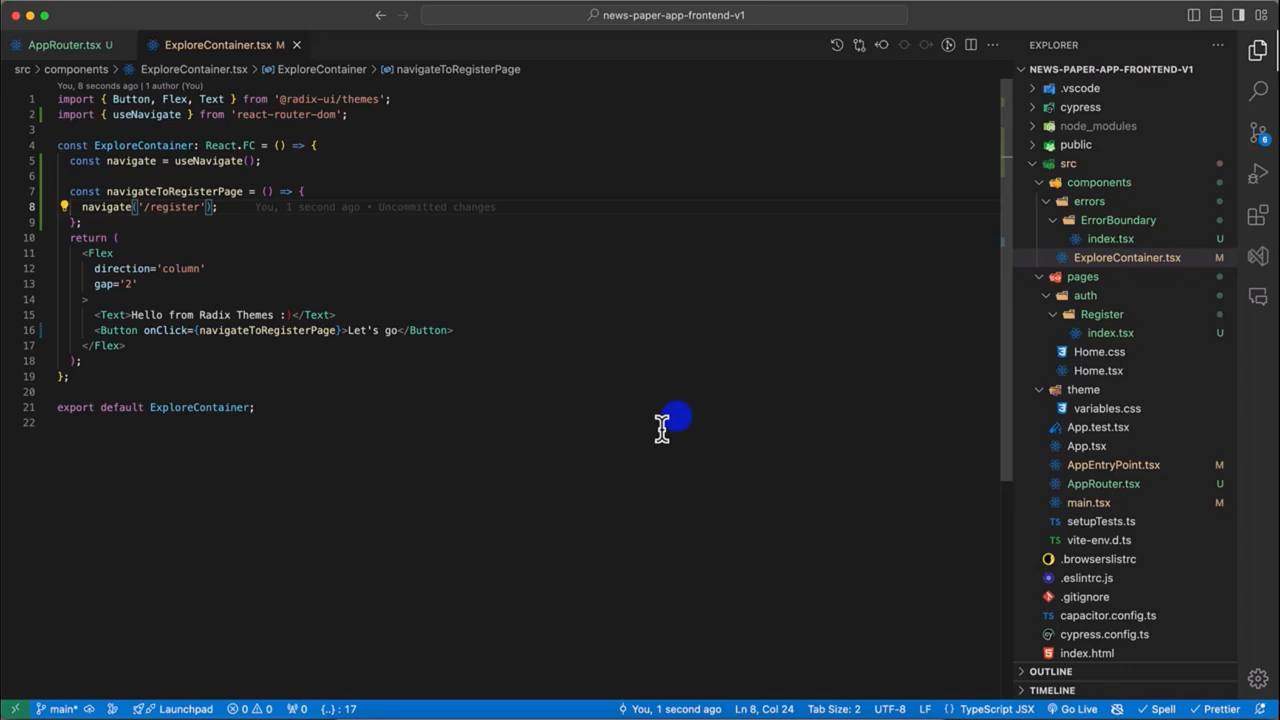 news-paper-app-frontend-v1
AppRouter.tsx U
ExploreContainer.tsx M
src > components > ExploreContainer.tsx > ExploreContainer > navigateToRegisterPage
You, 8 seconds ago | 1 author (You)
1 import { Button, Flex, Text } from '@radix-ui/themes';
2 import { useNavigate } from 'react-router-dom';
3
4 const ExploreContainer: React.FC = () => {
5 const navigate = useNavigate();
6
7 const navigateToRegisterPage = () => {
8 navigate('/register'); You, 1 second ago • Uncommitted changes
9 };
10 return (
11 <Flex
12 direction='column'
13 gap='2'
14 >
15 <Text>Hello from Radix Themes :)</Text>
16 <Button onClick={navigateToRegisterPage}>Let's go</Button>
17 </Flex>
18 );
19 };
20
21 export default ExploreContainer;
22
EXPLORER
NEWS-PAPER-APP-FRONTEND-V1
.vscode
cypress
node_modules
public
src
components
errors
ErrorBoundary
index.tsx U
ExploreContainer.tsx M
pages
auth
Register
index.tsx U
Home.css
Home.tsx
theme
variables.css
App.test.tsx
App.tsx
AppEntryPoint.tsx M
AppRouter.tsx U
main.tsx M
setupTests.ts
vite-env.d.ts
.browserslistrc
.eslintrc.js
.gitignore
capacitor.config.ts
cypress.config.ts
index.html
OUTLINE
TIMELINE
6
main* Launchpad 0 0 0 {..} : 17 You, 1 second ago Ln 8, Col 24 Tab Size: 2 UTF-8 LF {} TypeScript JSX Go Live Spell Prettier